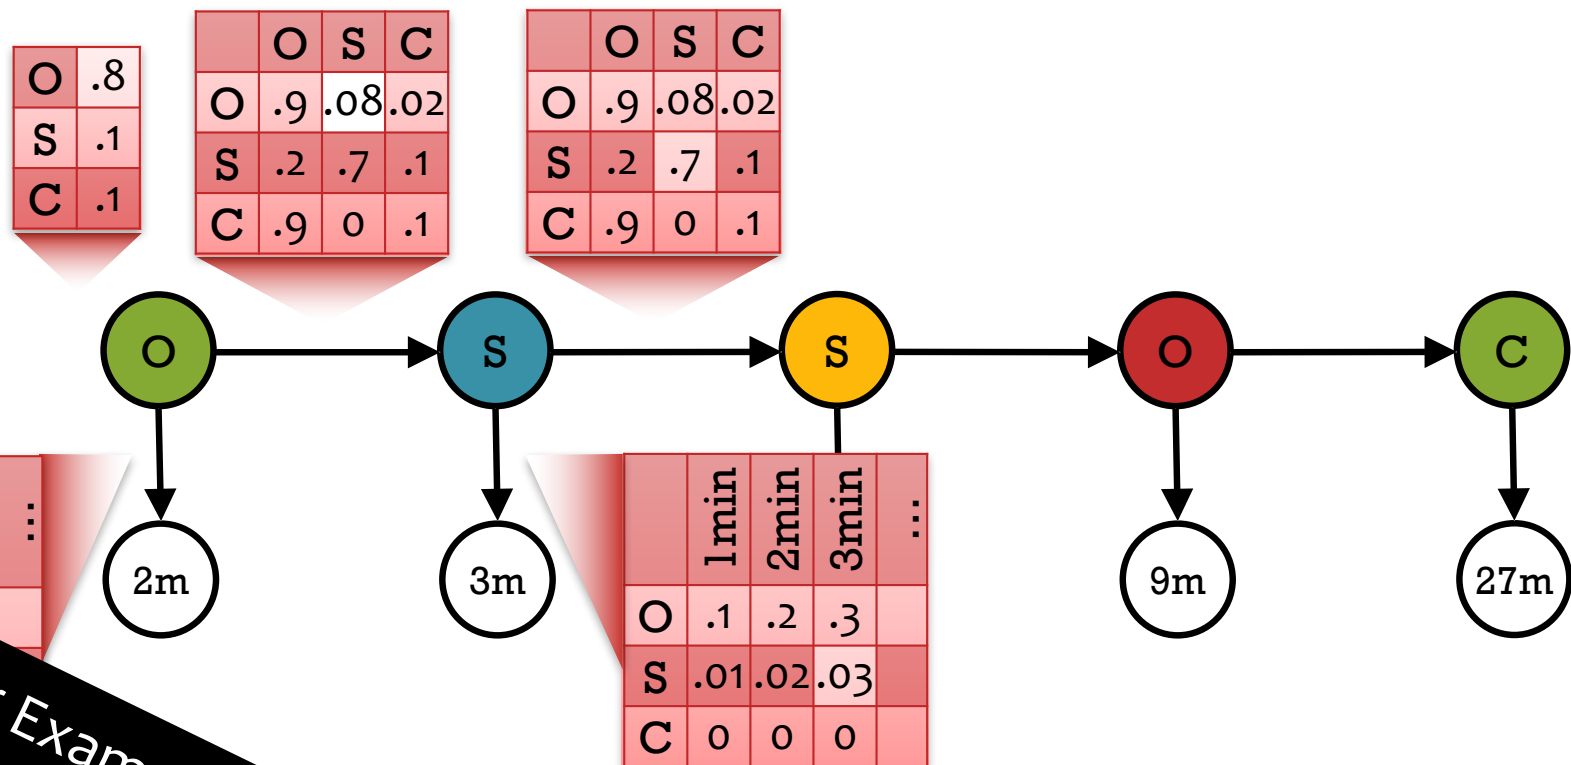 O .8
S .1
C .1
O S C
O .9 .08 .02
S .2 .7 .1
C .9 0 .1
O S C
O .9 .08 .02
S .2 .7 .1
C .9 0 .1
O S S O C
...
2m 3m 9m 27m
1min 2min 3min ...
O .1 .2 .3
S .01 .02 .03
C 0 0 0